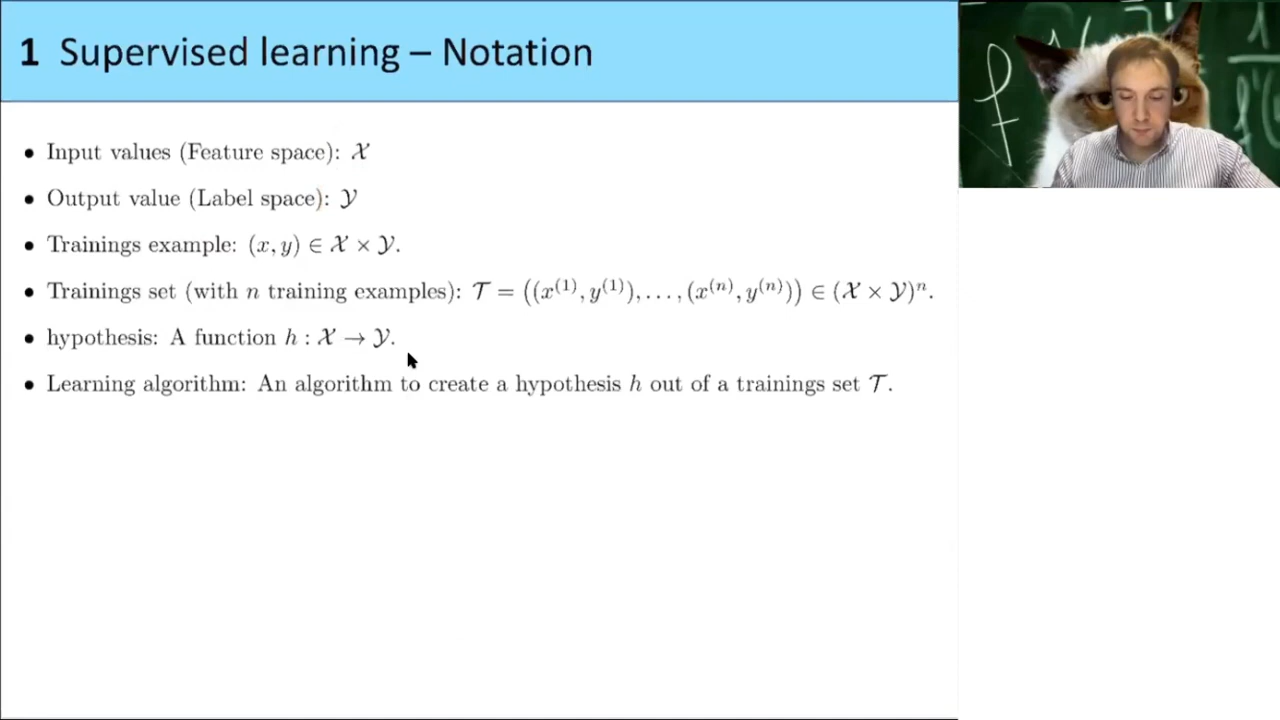 1 Supervised learning – Notation
• Input values (Feature space): 𝒳
• Output value (Label space): 𝒴
• Trainings example: (x, y) ∈ 𝒳 × 𝒴.
• Trainings set (with n training examples): 𝒯 = ((x⁽¹⁾, y⁽¹⁾), . . . , (x⁽ⁿ⁾, y⁽ⁿ⁾)) ∈ (𝒳 × 𝒴)ⁿ.
• hypothesis: A function h : 𝒳 → 𝒴.
• Learning algorithm: An algorithm to create a hypothesis h out of a trainings set 𝒯.